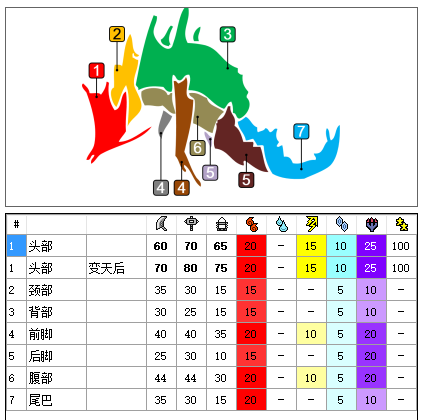 2
3
1
7
6
5
4
4
5
#
1 头部 60 70 65 20 — 15 10 25 100
1 头部 变天后 70 80 75 20 — 15 10 25 100
2 颈部 35 30 15 15 — — 5 10 —
3 背部 30 25 15 15 — — 5 10 —
4 前脚 40 40 35 20 — 10 5 20 —
5 后脚 25 30 10 15 — — 5 20 —
6 腹部 44 44 30 20 — 10 5 20 —
7 尾巴 35 30 15 20 — — 5 10 —